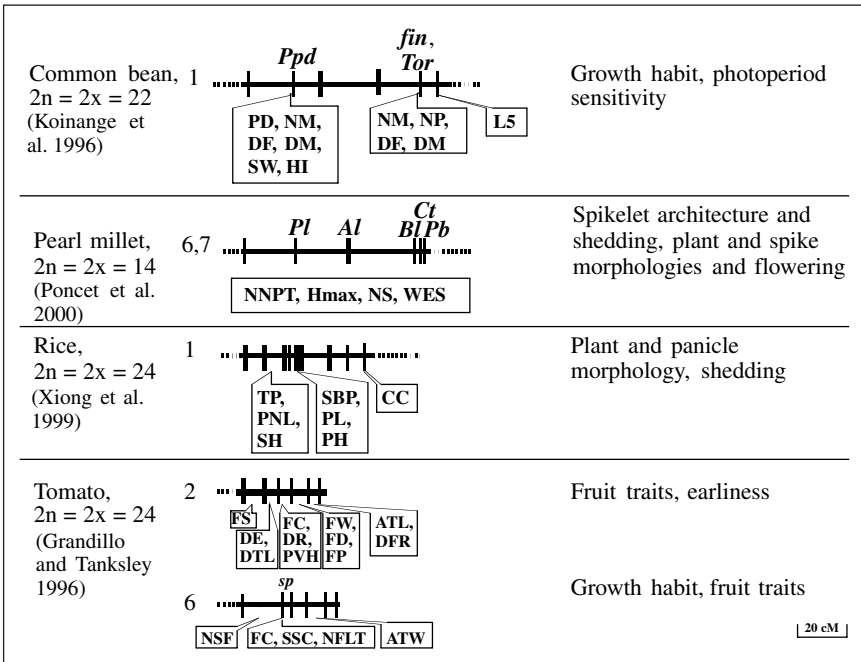 Common bean,
2n = 2x = 22
(Koinange et
al. 1996)
1
Ppd
fin,
Tor
PD, NM,
DF, DM,
SW, HI
NM, NP,
DF, DM
L5
Growth habit, photoperiod
sensitivity
Pearl millet,
2n = 2x = 14
(Poncet et al.
2000)
6,7
Pl
Al
Ct
Bl Pb
NNPT, Hmax, NS, WES
Spikelet architecture and
shedding, plant and spike
morphologies and flowering
Rice,
2n = 2x = 24
(Xiong et al.
1999)
1
TP,
PNL,
SH
SBP,
PL,
PH
CC
Plant and panicle
morphology, shedding
Tomato,
2n = 2x = 24
(Grandillo
and Tanksley
1996)
2
FS
DE,
DTL
FC,
DR,
PVH
FW,
FD,
FP
ATL,
DFR
Fruit traits, earliness
6
sp
NSF
FC, SSC, NFLT
ATW
Growth habit, fruit traits
20 cM